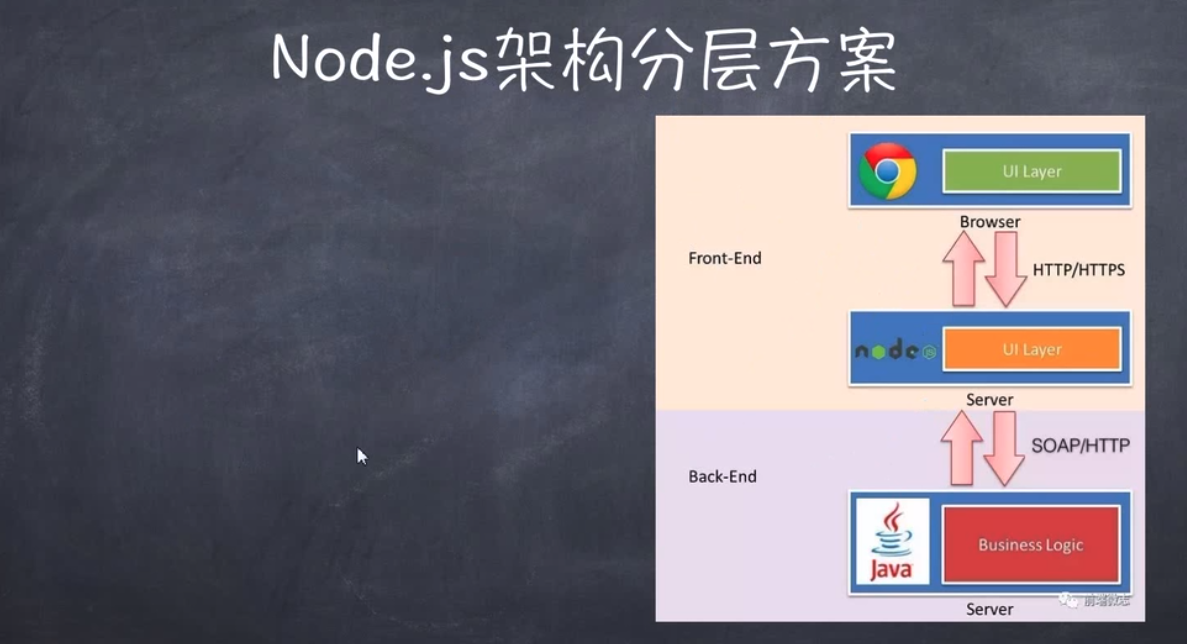 Node.js架构分层方案
UI Layer
Browser
Front-End
HTTP/HTTPS
node JS
UI Layer
Server
SOAP/HTTP
Back-End
Java
Business Logic
前端微志
Server